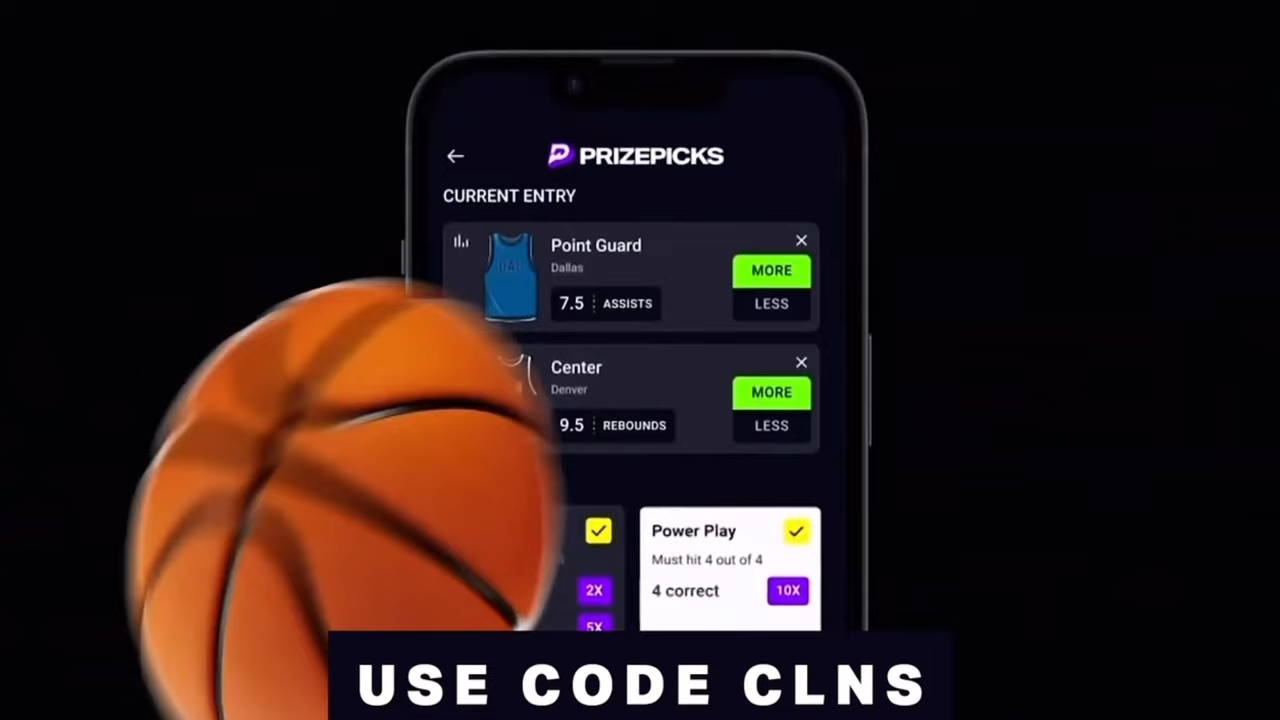 PRIZEPICKS
CURRENT ENTRY
Point Guard
Dallas
DAL
7.5 ASSISTS
MORE
LESS
Center
Denver
9.5 REBOUNDS
MORE
LESS
2X
5X
Power Play
Must hit 4 out of 4
4 correct 10X
USE CODE CLNS